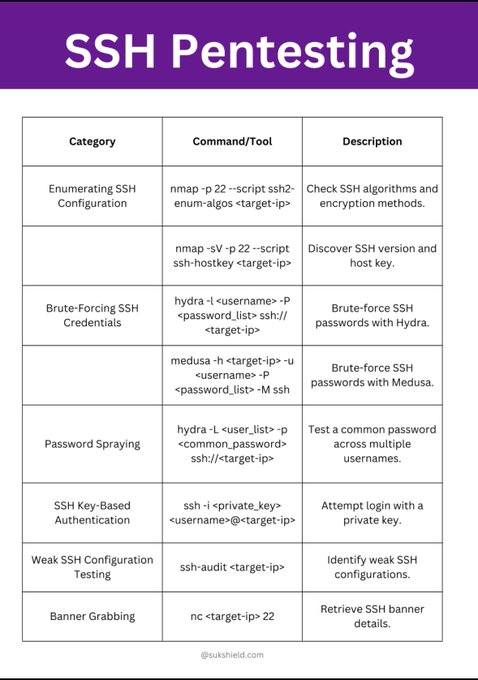 SSH Pentesting
Category
Command/Tool
Description
Enumerating SSH
Configuration
nmap -p 22 --script ssh2-
enum-algos <target-ip>
Check SSH algorithms and
encryption methods.
nmap -sV -p 22 --script
ssh-hostkey <target-ip>
Discover SSH version and
host key.
Brute-Forcing SSH
Credentials
hydra -l <username> -P
<password_list> ssh://
<target-ip>
Brute-force SSH
passwords with Hydra.
medusa -h <target-ip> -u
<username> -P
<password_list> -M ssh
Brute-force SSH
passwords with Medusa.
Password Spraying
hydra -L <user_list> -p
<common_password>
ssh://<target-ip>
Test a common password
across multiple
usernames.
SSH Key-Based
Authentication
ssh -i <private_key>
<username>@<target-ip>
Attempt login with a
private key.
Weak SSH Configuration
Testing
ssh-audit <target-ip>
Identify weak SSH
configurations.
Banner Grabbing
nc <target-ip> 22
Retrieve SSH banner
details.
@sukshield.com